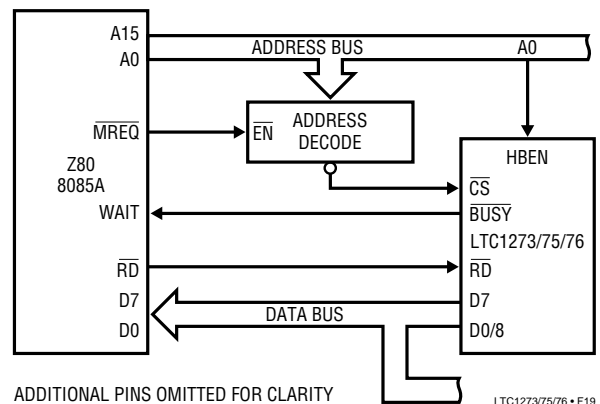 A15
A0
ADDRESS BUS
A0
MREQ
EN
ADDRESS
DECODE
HBEN
Z80
8085A
CS
WAIT
BUSY
LTC1273/75/76
RD
RD
D7
D0
DATA BUS
D7
D0/8
ADDITIONAL PINS OMITTED FOR CLARITY
LTC1273/75/76 • F19